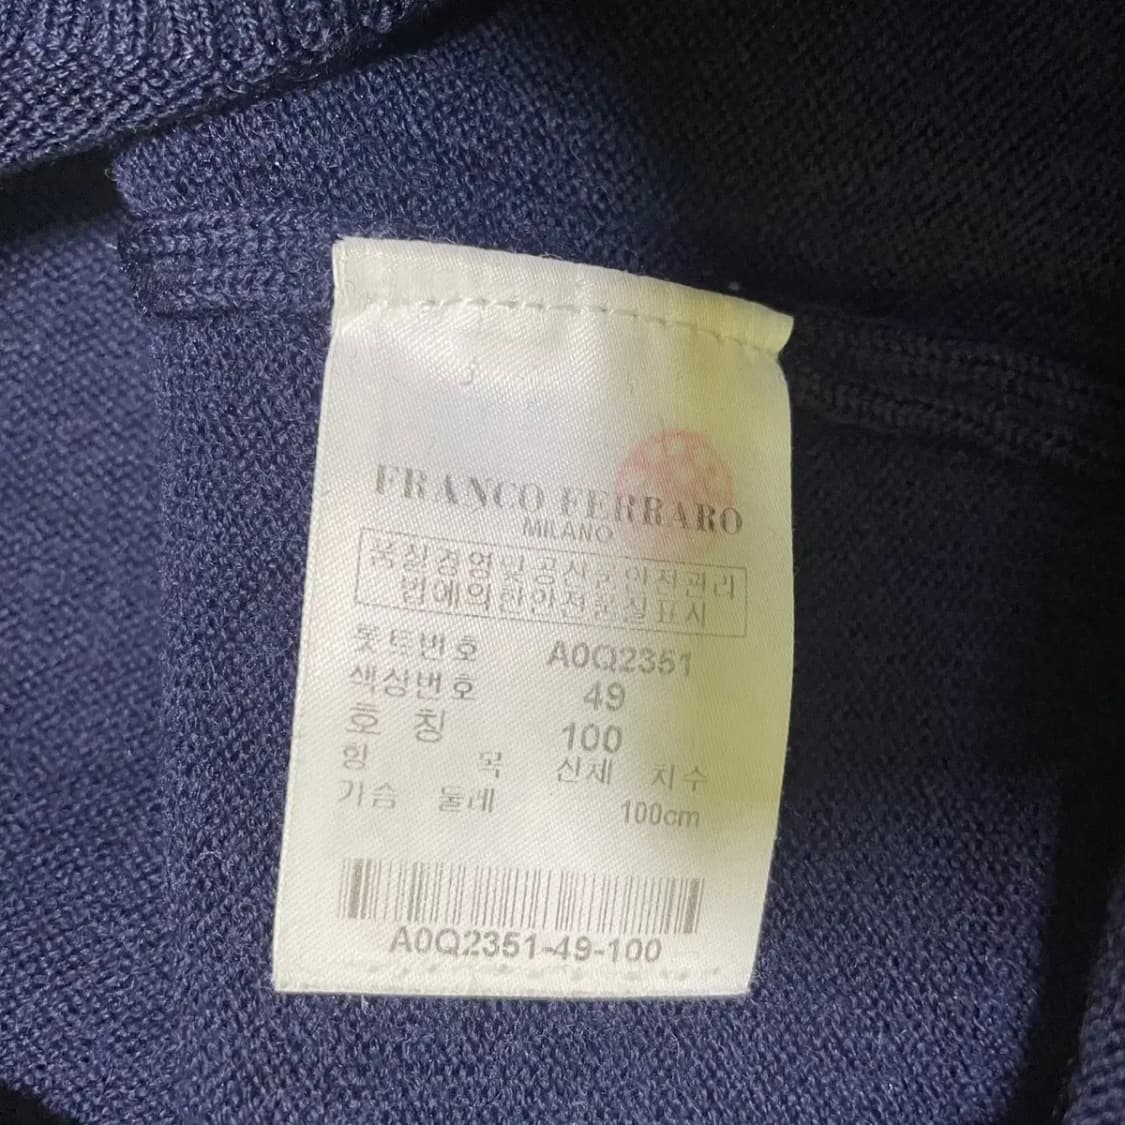 FRANCO FERRARO
MILANO
품질경영및공산품안전관리
법에의한안전품질표시
롯트번호 A0Q2351
색상번호 49
호 칭 100
항 목 신체 치수
가슴 둘레 100cm
A0Q2351-49-100